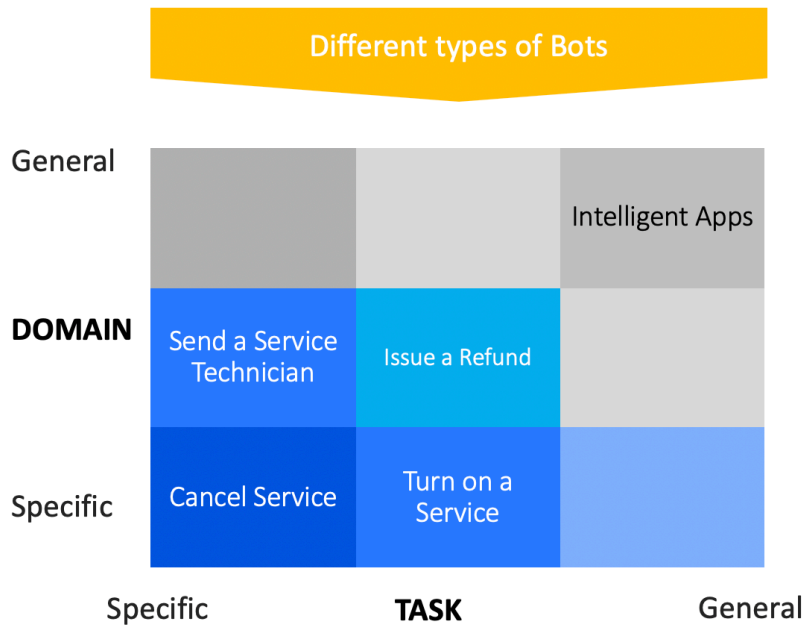 Different types of Bots
General
Intelligent Apps
DOMAIN
Send a Service
Technician
Issue a Refund
Specific
Cancel Service
Turn on a
Service
Specific
TASK
General